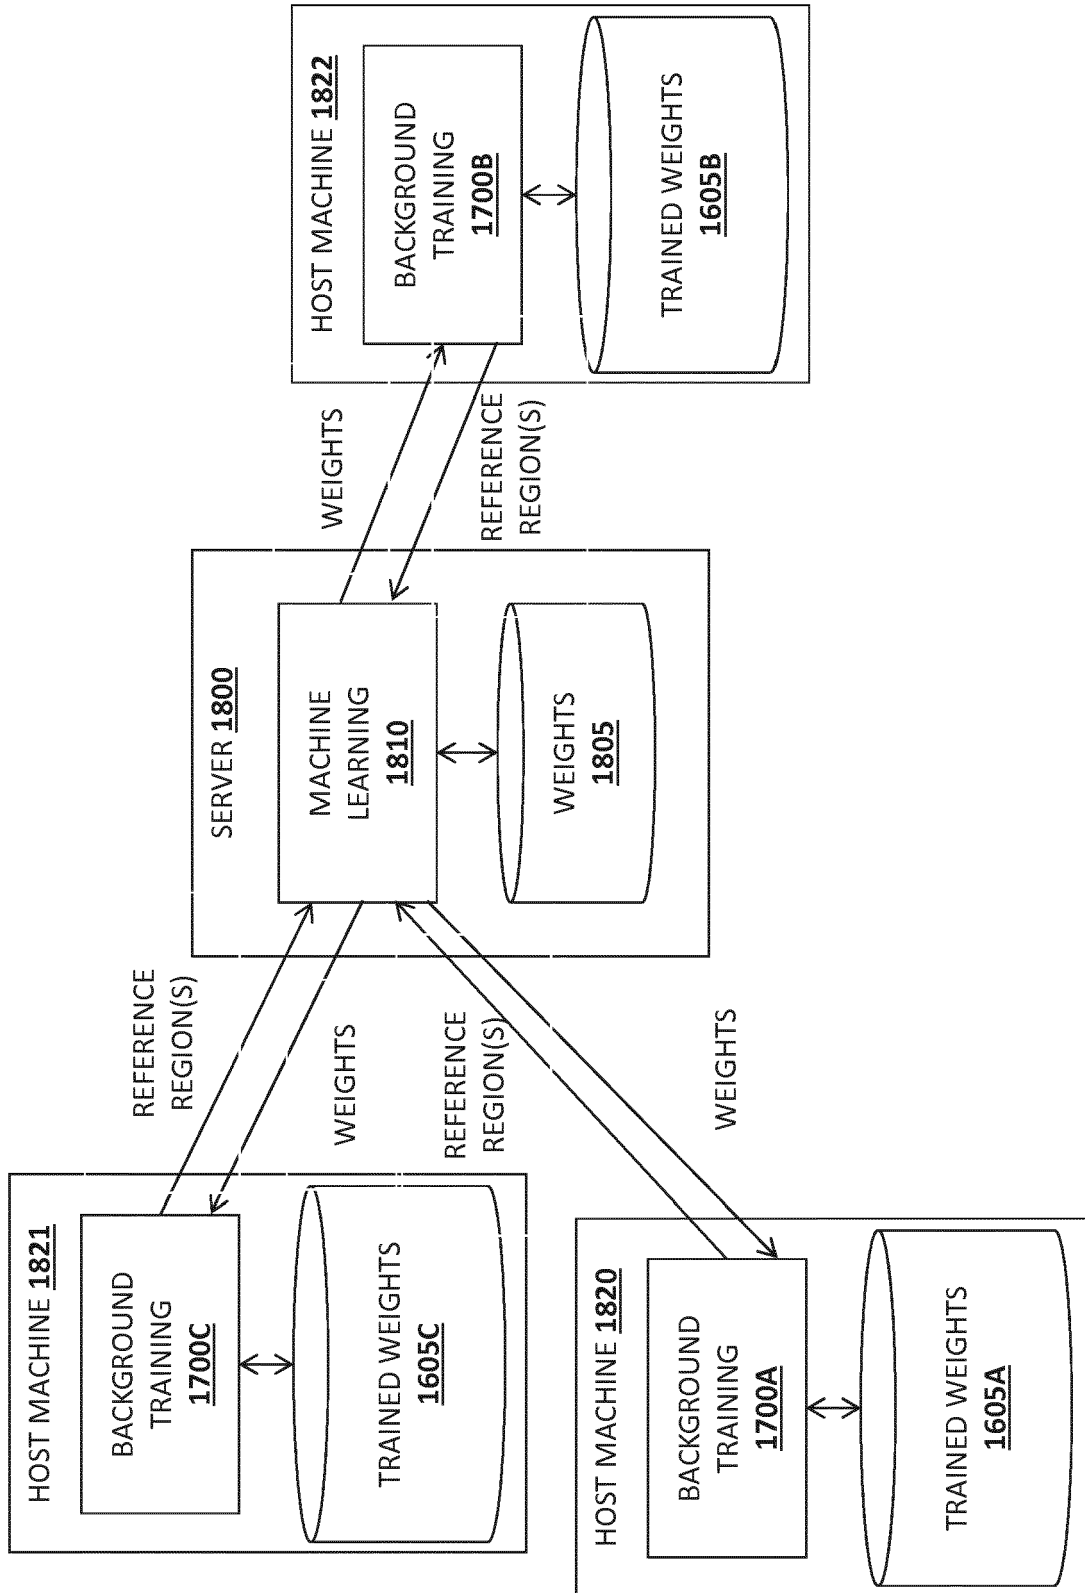 HOST MACHINE 1821
BACKGROUND
TRAINING
1700C
TRAINED WEIGHTS
1605C
REFERENCE
REGION(S)
WEIGHTS
SERVER 1800
MACHINE
LEARNING
1810
WEIGHTS
1805
WEIGHTS
REFERENCE
REGION(S)
HOST MACHINE 1822
BACKGROUND
TRAINING
1700B
TRAINED WEIGHTS
1605B
REFERENCE
REGION(S)
WEIGHTS
HOST MACHINE 1820
BACKGROUND
TRAINING
1700A
TRAINED WEIGHTS
1605A